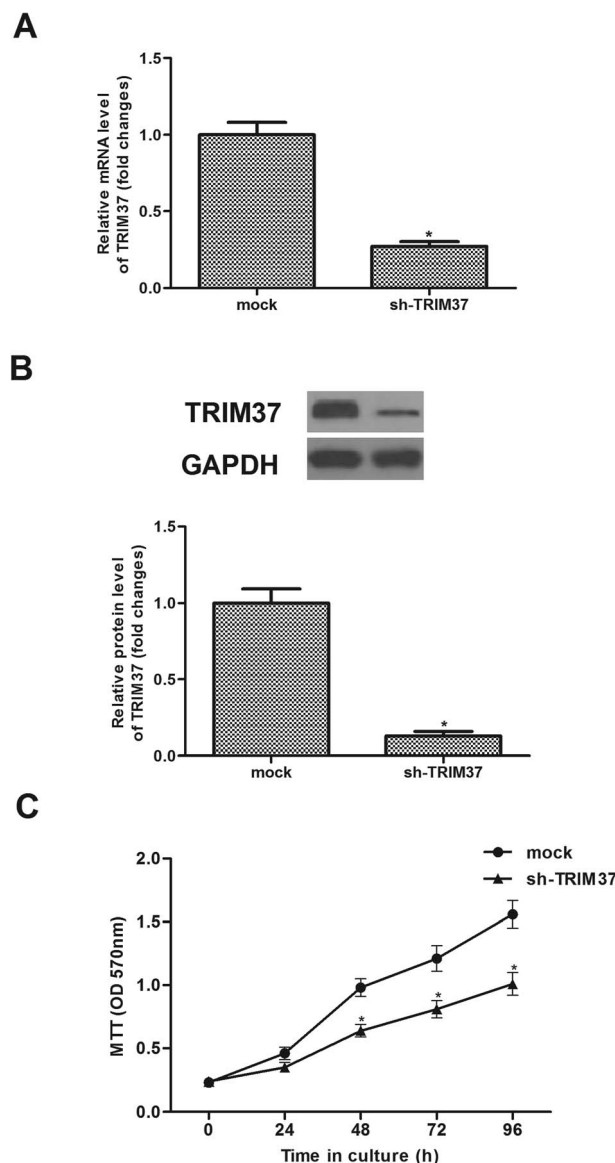 A
Relative mRNA level
of TRIM37 (fold changes)
1.5
1.0
0.5
0.0
*
mock
sh-TRIM37
B
TRIM37
GAPDH
Relative protein level
of TRIM37 (fold changes)
1.5
1.0
0.5
0.0
*
mock
sh-TRIM37
C
mock
sh-TRIM37
MTT (OD 570nm)
2.0
1.5
1.0
0.5
0.0
* * *
0 24 48 72 96
Time in culture (h)